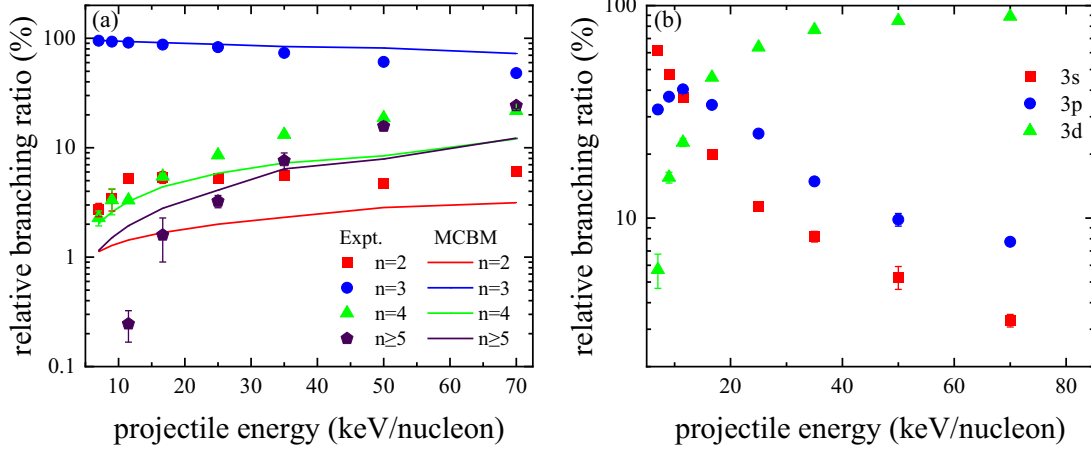 (a)
relative branching ratio (%)
100
10
1
0.1
Expt. MCBM
n=2 n=2
n=3 n=3
n=4 n=4
n≥5 n≥5
10 20 30 40 50 60 70
projectile energy (keV/nucleon)
(b)
relative branching ratio (%)
100
10
3s
3p
3d
20 40 60 80
projectile energy (keV/nucleon)